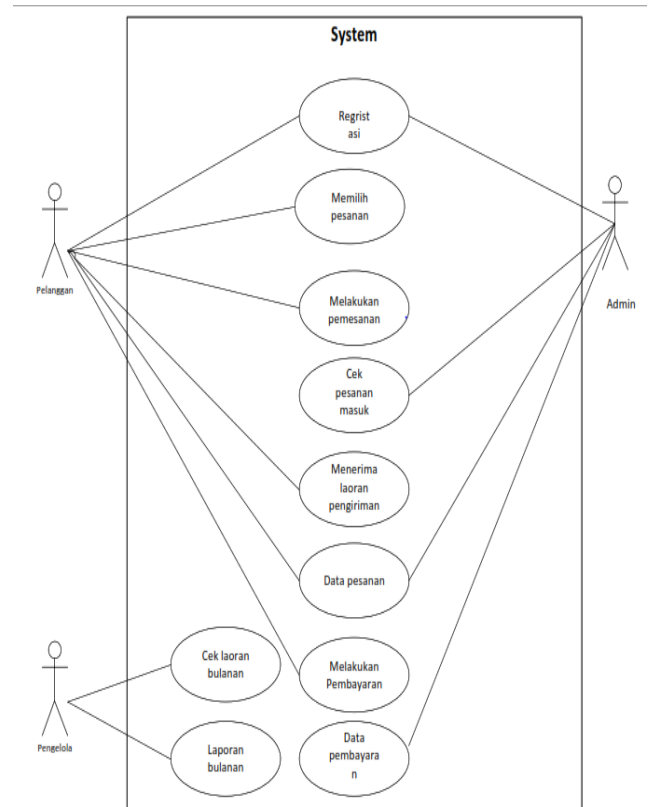 System
Regrist
asi
Memilih
pesanan
Pelanggan
Admin
Melakukan
pemesanan
Cek
pesanan
masuk
Menerima
laoran
pengiriman
Data pesanan
Cek laoran
bulanan
Melakukan
Pembayaran
Pengelola
Laporan
bulanan
Data
pembayara
n